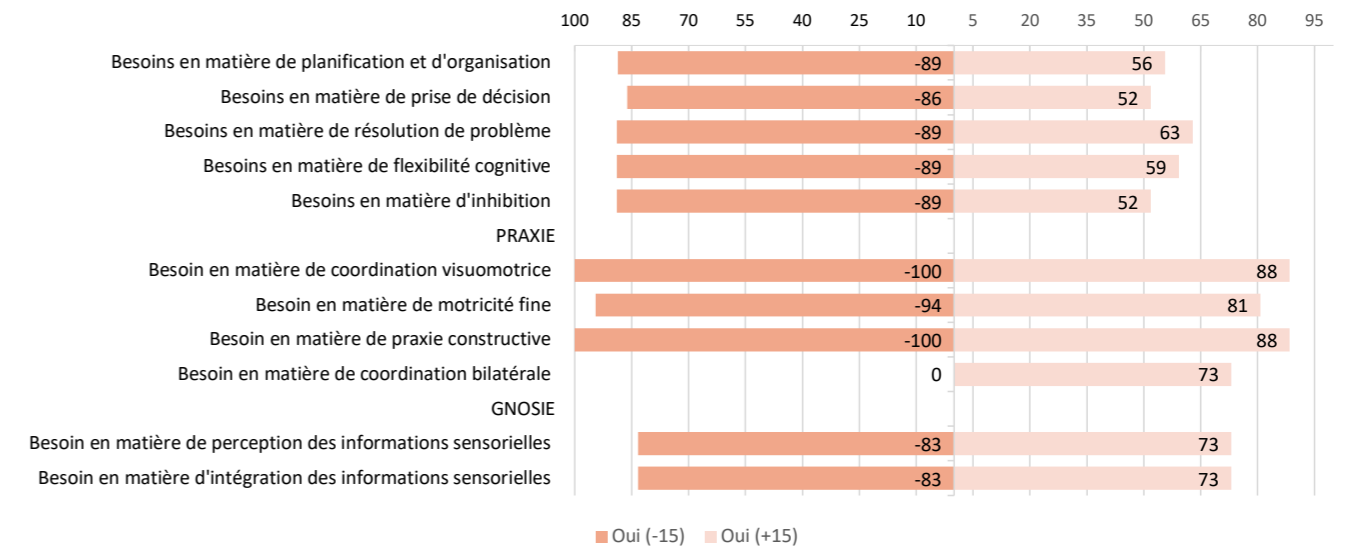 100 85 70 55 40 25 10 5 20 35 50 65 80 95
Besoins en matière de planification et d'organisation -89 56
Besoins en matière de prise de décision -86 52
Besoins en matière de résolution de problème -89 63
Besoins en matière de flexibilité cognitive -89 59
Besoins en matière d'inhibition -89 52
PRAXIE
Besoin en matière de coordination visuomotrice -100 88
Besoin en matière de motricité fine -94 81
Besoin en matière de praxie constructive -100 88
Besoin en matière de coordination bilatérale 0 73
GNOSIE
Besoin en matière de perception des informations sensorielles -83 73
Besoin en matière d'intégration des informations sensorielles -83 73
Oui (-15) Oui (+15)